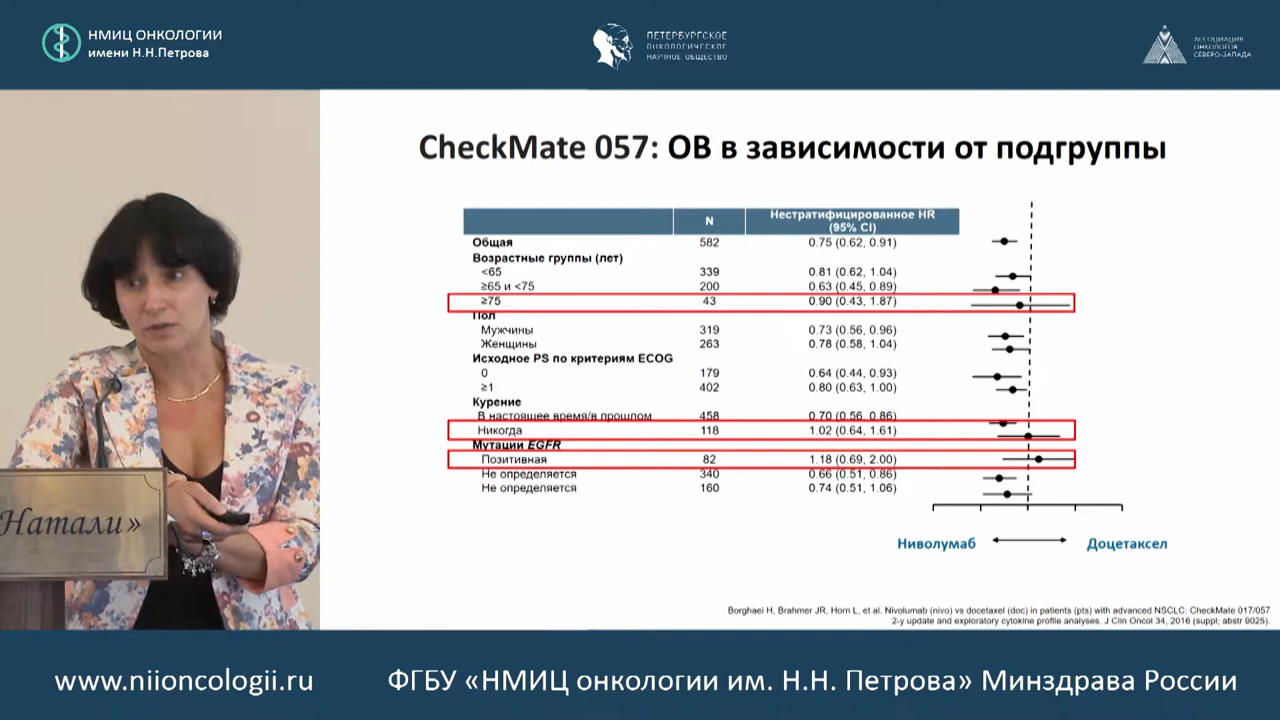 НМИЦ ОНКОЛОГИИ
имени Н.Н.Петрова
ПЕТЕРБУРГСКОЕ
ОНКОЛОГИЧЕСКОЕ
НАУЧНОЕ ОБЩЕСТВО
АССОЦИАЦИЯ
ОНКОЛОГОВ
СЕВЕРО-ЗАПАДА
CheckMate 057: ОВ в зависимости от подгруппы
N Нестратифицированное HR
(95% CI)
Общая 582 0.75 (0.62, 0.91)
Возрастные группы (лет)
<65 339 0.81 (0.62, 1.04)
≥65 и <75 200 0.63 (0.45, 0.89)
≥75 43 0.90 (0.43, 1.87)
Пол
Мужчины 319 0.73 (0.56, 0.96)
Женщины 263 0.78 (0.58, 1.04)
Исходное PS по критериям ECOG
0 179 0.64 (0.44, 0.93)
≥1 402 0.80 (0.63, 1.00)
Курение
В настоящее время/в прошлом 458 0.70 (0.56, 0.86)
Никогда 118 1.02 (0.64, 1.61)
Мутации EGFR
Позитивная 82 1.18 (0.69, 2.00)
Не определяется 340 0.66 (0.51, 0.86)
Не определяется 160 0.74 (0.51, 1.06)
Ниволумаб Доцетаксел
Натали»
Borghaei H, Brahmer JR, Horn L, et al. Nivolumab (nivo) vs docetaxel (doc) in patients (pts) with advanced NSCLC: CheckMate 017/057
2-y update and exploratory cytokine profile analyses. J Clin Oncol 34, 2016 (suppl; abstr 9025).
www.niioncologii.ru ФГБУ «НМИЦ онкологии им. Н.Н. Петрова» Минздрава России